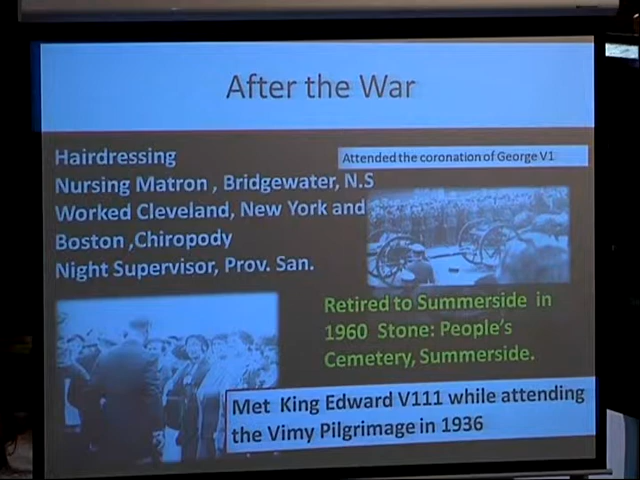 After the War
Hairdressing
Nursing Matron , Bridgewater, N.S
Worked Cleveland, New York and
Boston ,Chiropody
Night Supervisor, Prov. San.
Attended the coronation of George V1
Retired to Summerside in
1960 Stone: People's
Cemetery, Summerside.
Met King Edward V111 while attending
the Vimy Pilgrimage in 1936